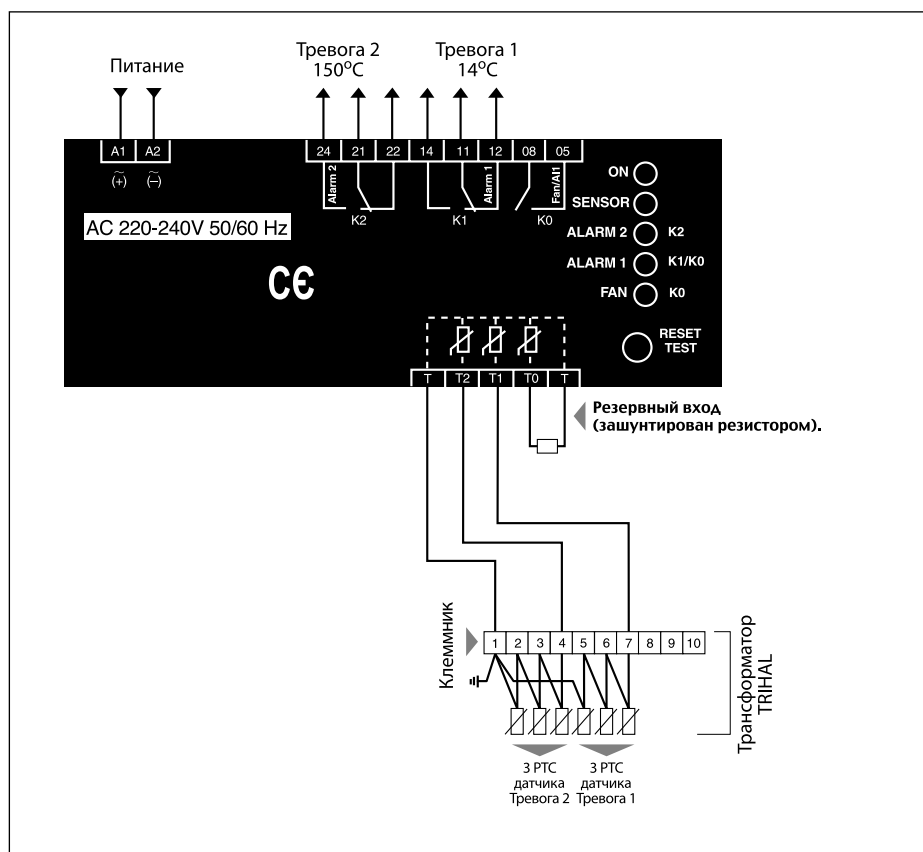 Питание
Тревога 2
150°C
Тревога 1
14°C
A1 A2
24 21 22 14 11 12 08 05
~
(+)
~
(–)
Alarm 2
Alarm 1
Fan/Al1
K2
K1
K0
AC 220-240V 50/60 Hz
CE
ON
SENSOR
ALARM 2 K2
ALARM 1 K1/K0
FAN K0
RESET
TEST
T T2 T1 T0 T
Резервный вход
(зашунтирован резистором).
Клеммник
1 2 3 4 5 6 7 8 9 10
Трансформатор
TRIHAL
3 PTC
датчика
Тревога 2
3 PTC
датчика
Тревога 1